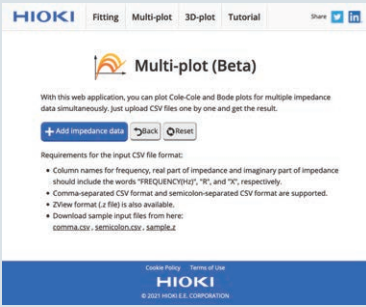 HIOKI Fitting Multi-plot 3D-plot Tutorial Share in
Multi-plot (Beta)
With this web application, you can plot Cole-Cole and Bode plots for multiple impedance
data simultaneously. Just upload CSV files one by one and get the result.
+ Add impedance data Back Reset
Requirements for the input CSV file format:
Column names for frequency, real part of impedance and imaginary part of impedance
should include the words "FREQUENCY(Hz)", "R", and "X", respectively.
Comma-separated CSV format and semicolon-separated CSV format are supported.
ZView format (.z file) is also available.
Download sample input files from here:
comma.csv , semicolon.csv , sample.z
Cookie Policy Terms of Use
HIOKI
© 2021 HIOKI E.E. CORPORATION